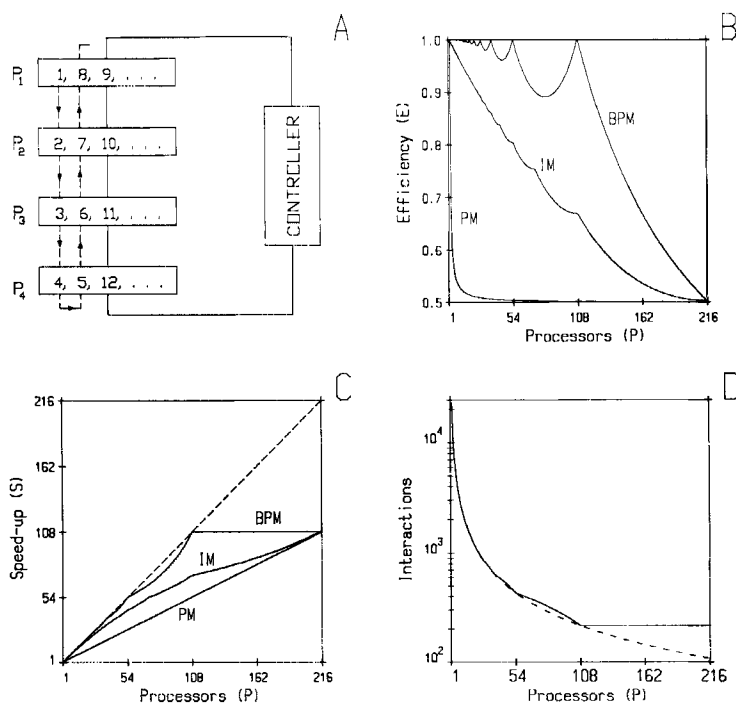 A
P1 1, 8, 9, . . .
P2 2, 7, 10, . . .
P3 3, 6, 11, . . .
P4 4, 5, 12, . . .
CONTROLLER
B
Efficiency (E)
1.0
0.9
0.8
0.7
0.6
0.5
BPM
IM
PM
1 54 108 162 216
Processors (P)
C
Speed-up (S)
216
162
108
54
1
BPM
IM
PM
1 54 108 162 216
Processors (P)
D
Interactions
10^4
10^3
10^2
1 54 108 162 216
Processors (P)